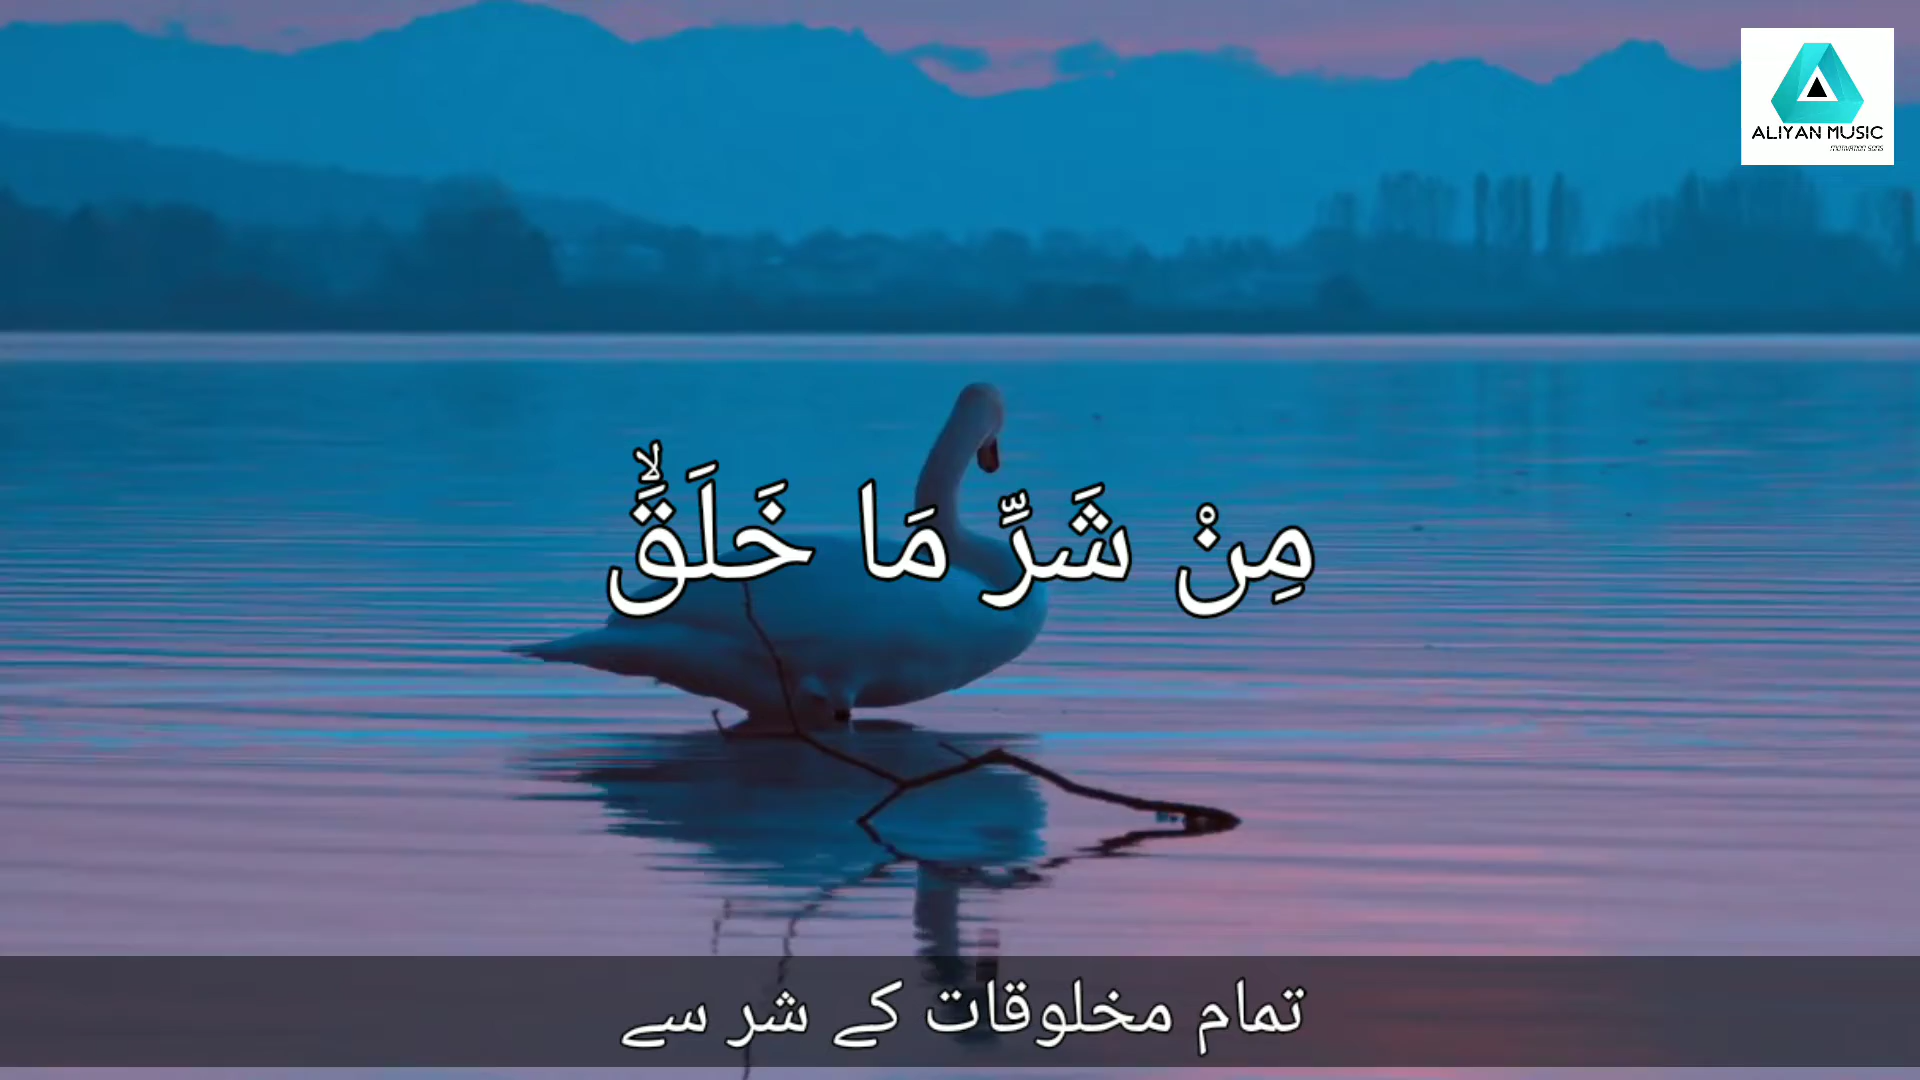 ALIYAN MUSIC
مِنْ شَرِّ مَا خَلَقَۙ
تمام مخلوقات کے شر سے